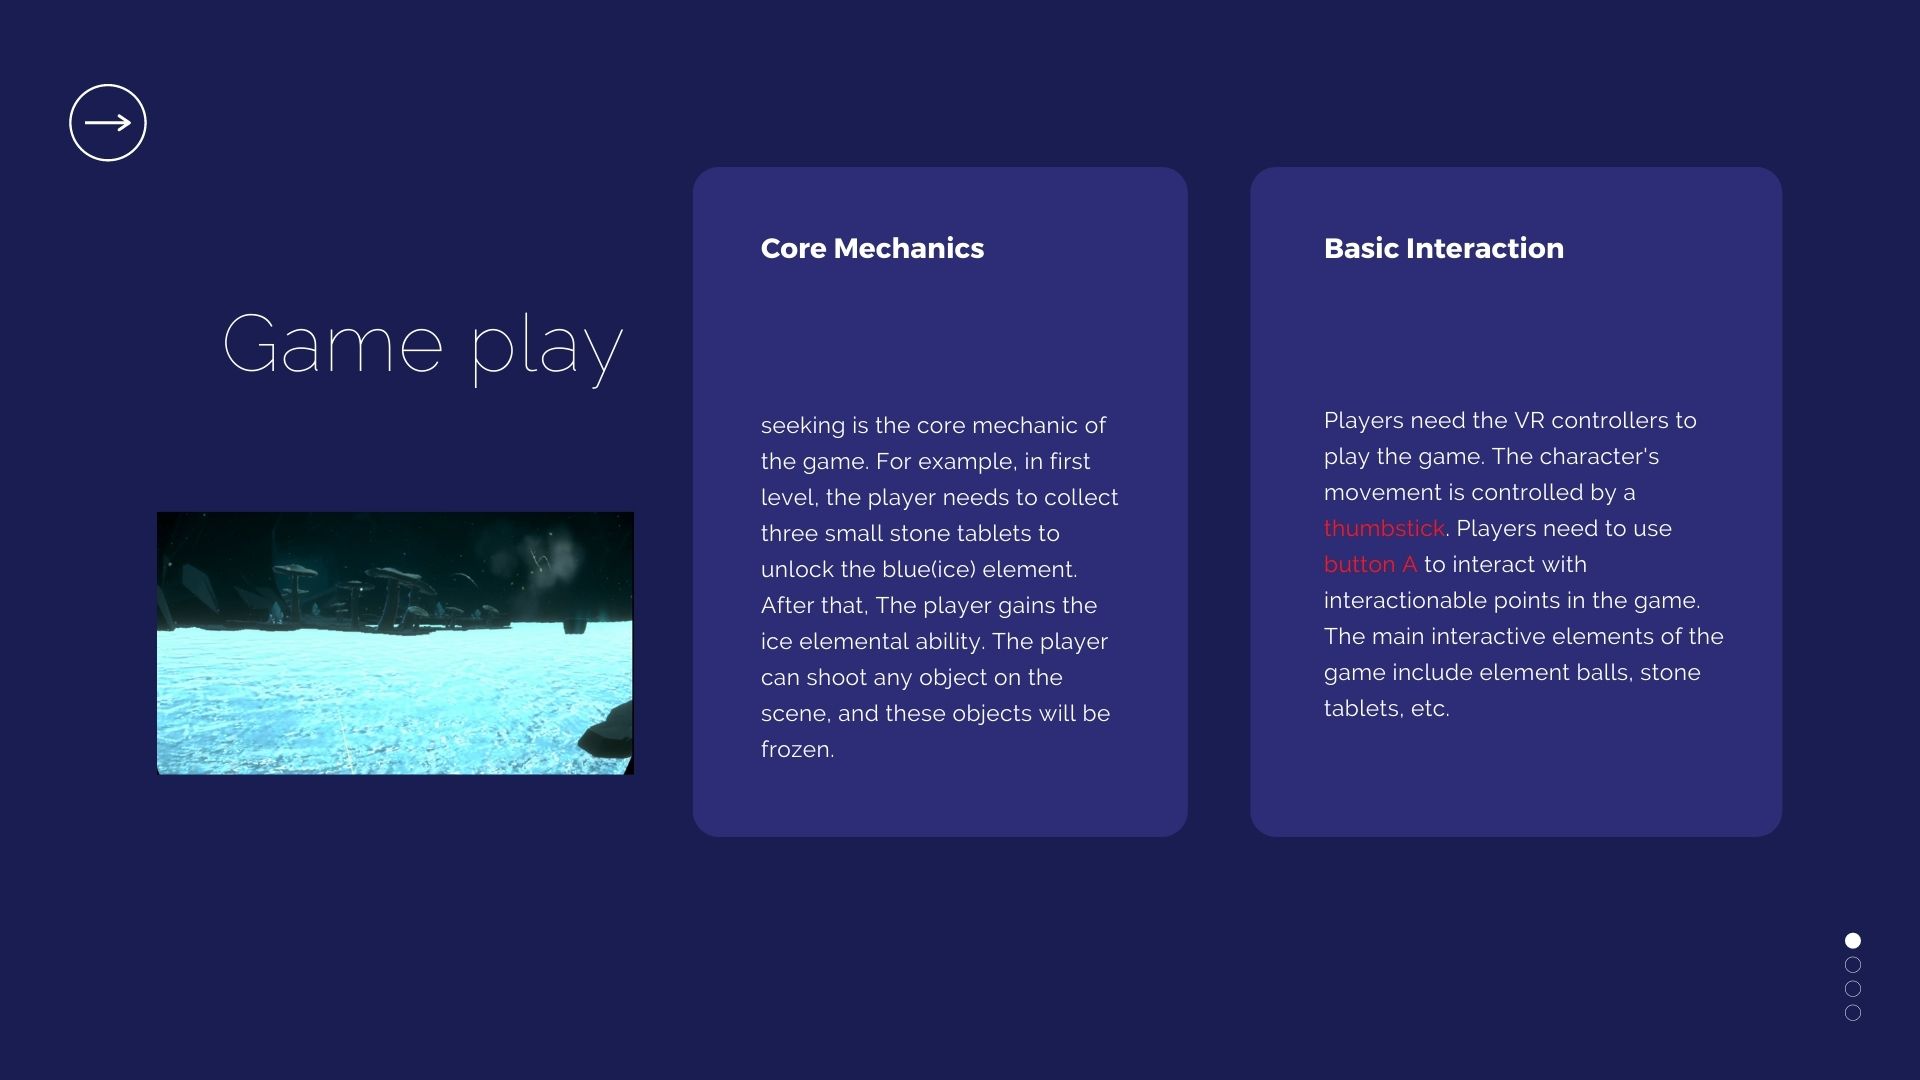 Game play
Core Mechanics
seeking is the core mechanic of
the game. For example, in first
level, the player needs to collect
three small stone tablets to
unlock the blue(ice) element.
After that, The player gains the
ice elemental ability. The player
can shoot any object on the
scene, and these objects will be
frozen.
Basic Interaction
Players need the VR controllers to
play the game. The character's
movement is controlled by a
thumbstick. Players need to use
button A to interact with
interactionable points in the game.
The main interactive elements of the
game include element balls, stone
tablets, etc.